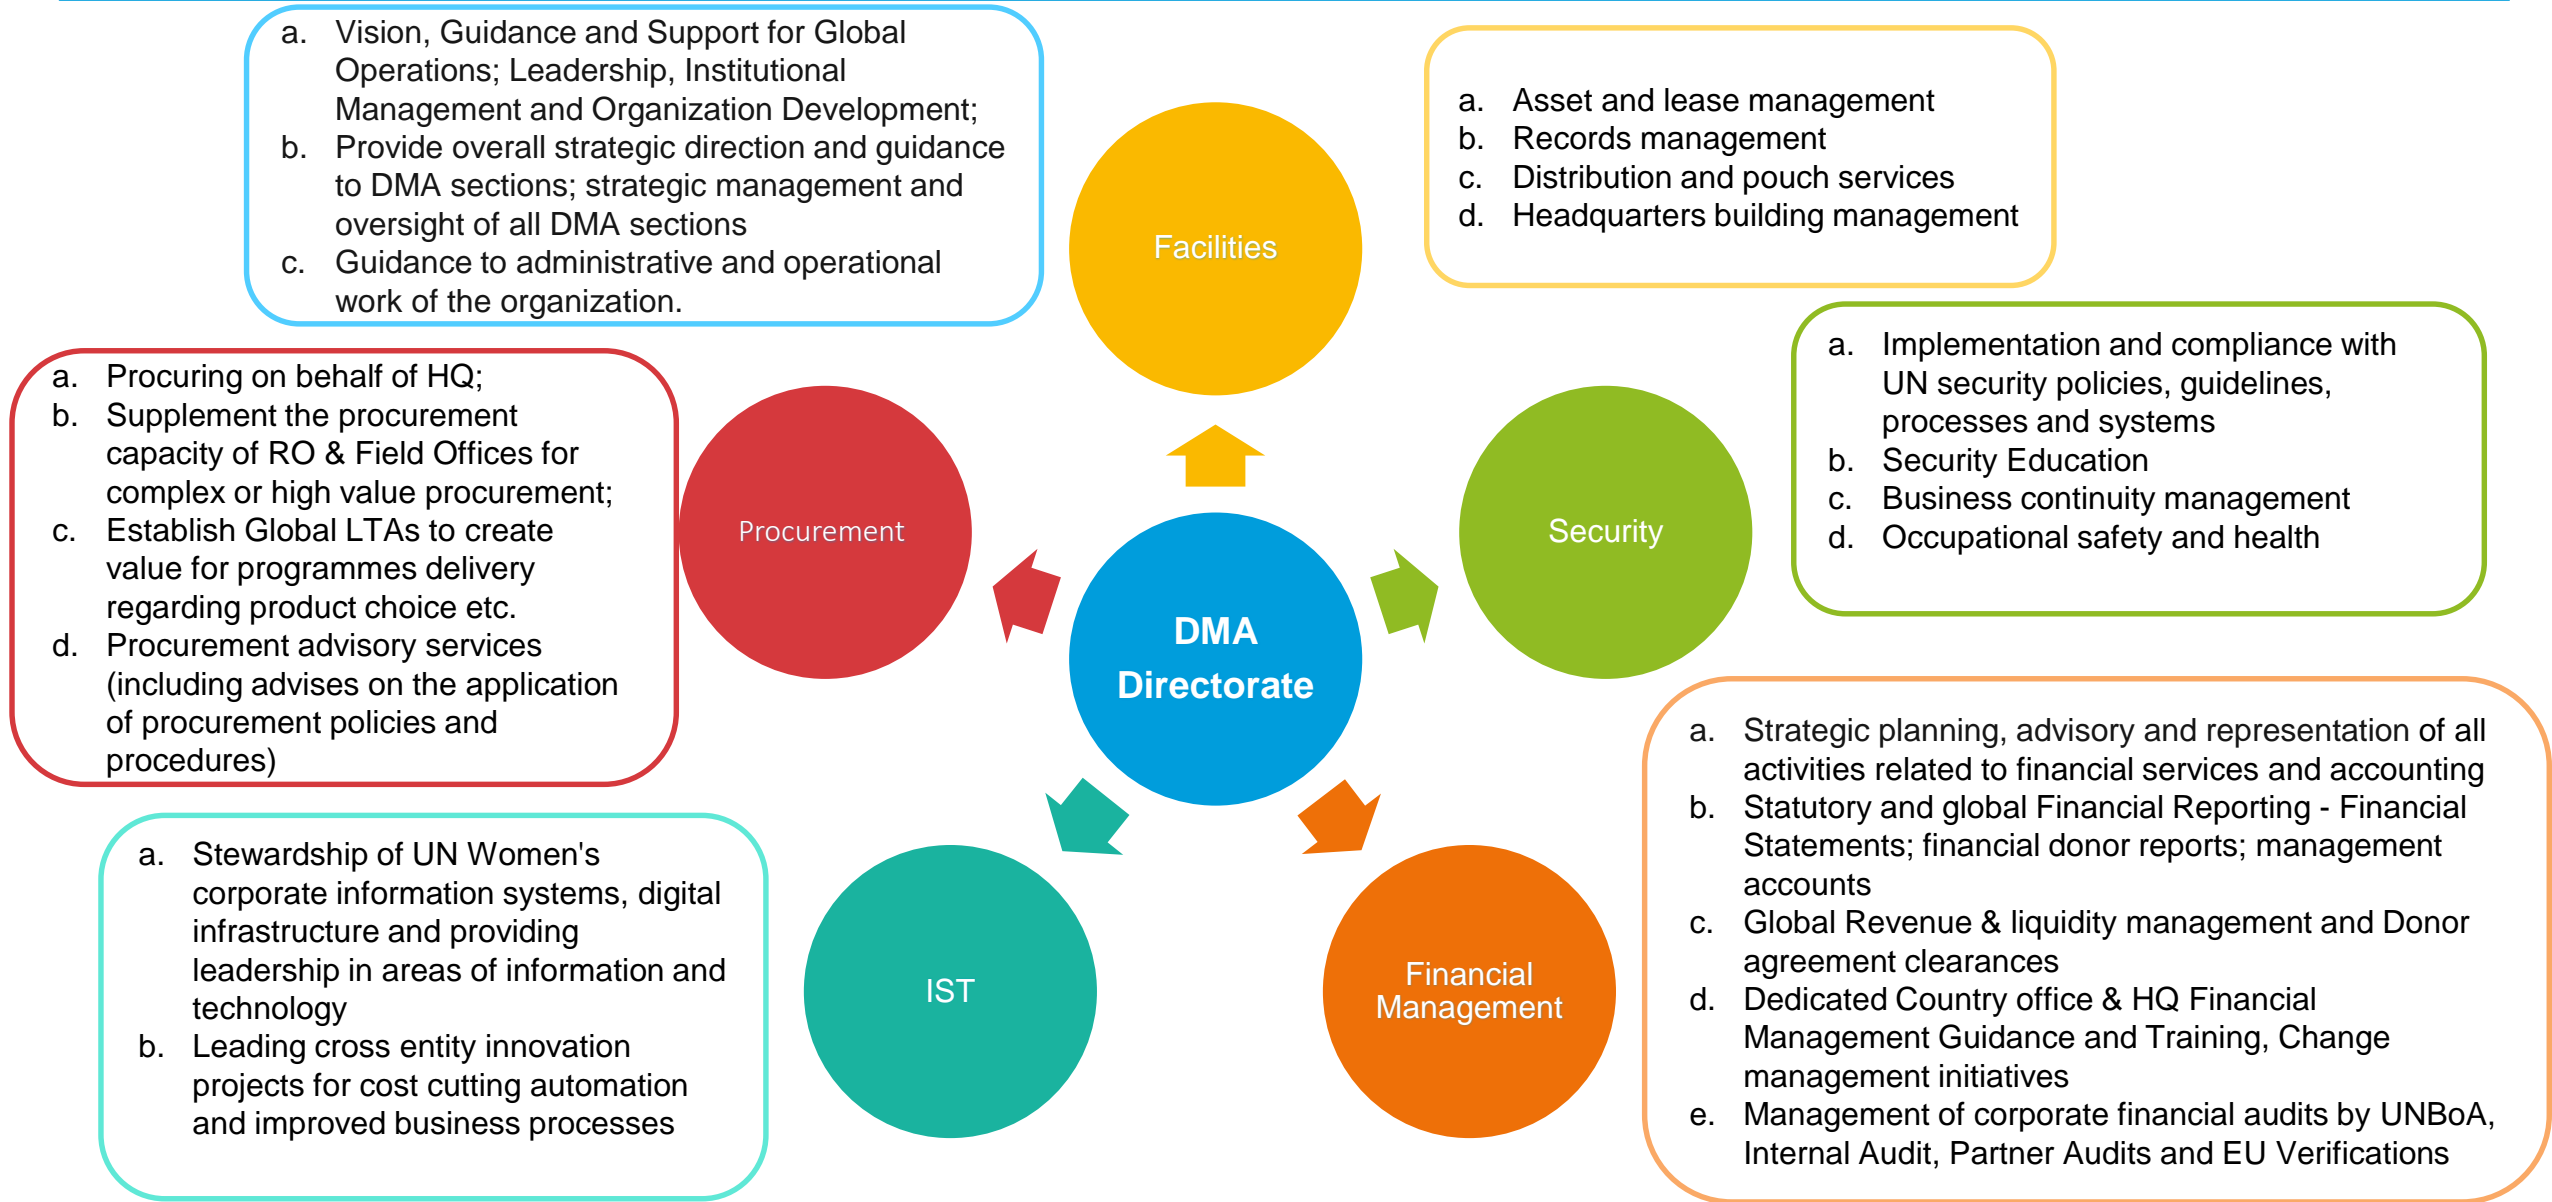 a. Vision, Guidance and Support for Global
Operations; Leadership, Institutional
Management and Organization Development;
b. Provide overall strategic direction and guidance
to DMA sections; strategic management and
oversight of all DMA sections
c. Guidance to administrative and operational
work of the organization.
Facilities
a. Asset and lease management
b. Records management
c. Distribution and pouch services
d. Headquarters building management
a. Procuring on behalf of HQ;
b. Supplement the procurement
capacity of RO & Field Offices for
complex or high value procurement;
c. Establish Global LTAs to create
value for programmes delivery
regarding product choice etc.
d. Procurement advisory services
(including advises on the application
of procurement policies and
procedures)
Procurement
DMA
Directorate
Security
a. Implementation and compliance with
UN security policies, guidelines,
processes and systems
b. Security Education
c. Business continuity management
d. Occupational safety and health
a. Stewardship of UN Women's
corporate information systems, digital
infrastructure and providing
leadership in areas of information and
technology
b. Leading cross entity innovation
projects for cost cutting automation
and improved business processes
IST
Financial
Management
a. Strategic planning, advisory and representation of all
activities related to financial services and accounting
b. Statutory and global Financial Reporting - Financial
Statements; financial donor reports; management
accounts
c. Global Revenue & liquidity management and Donor
agreement clearances
d. Dedicated Country office & HQ Financial
Management Guidance and Training, Change
management initiatives
e. Management of corporate financial audits by UNBoA,
Internal Audit, Partner Audits and EU Verifications